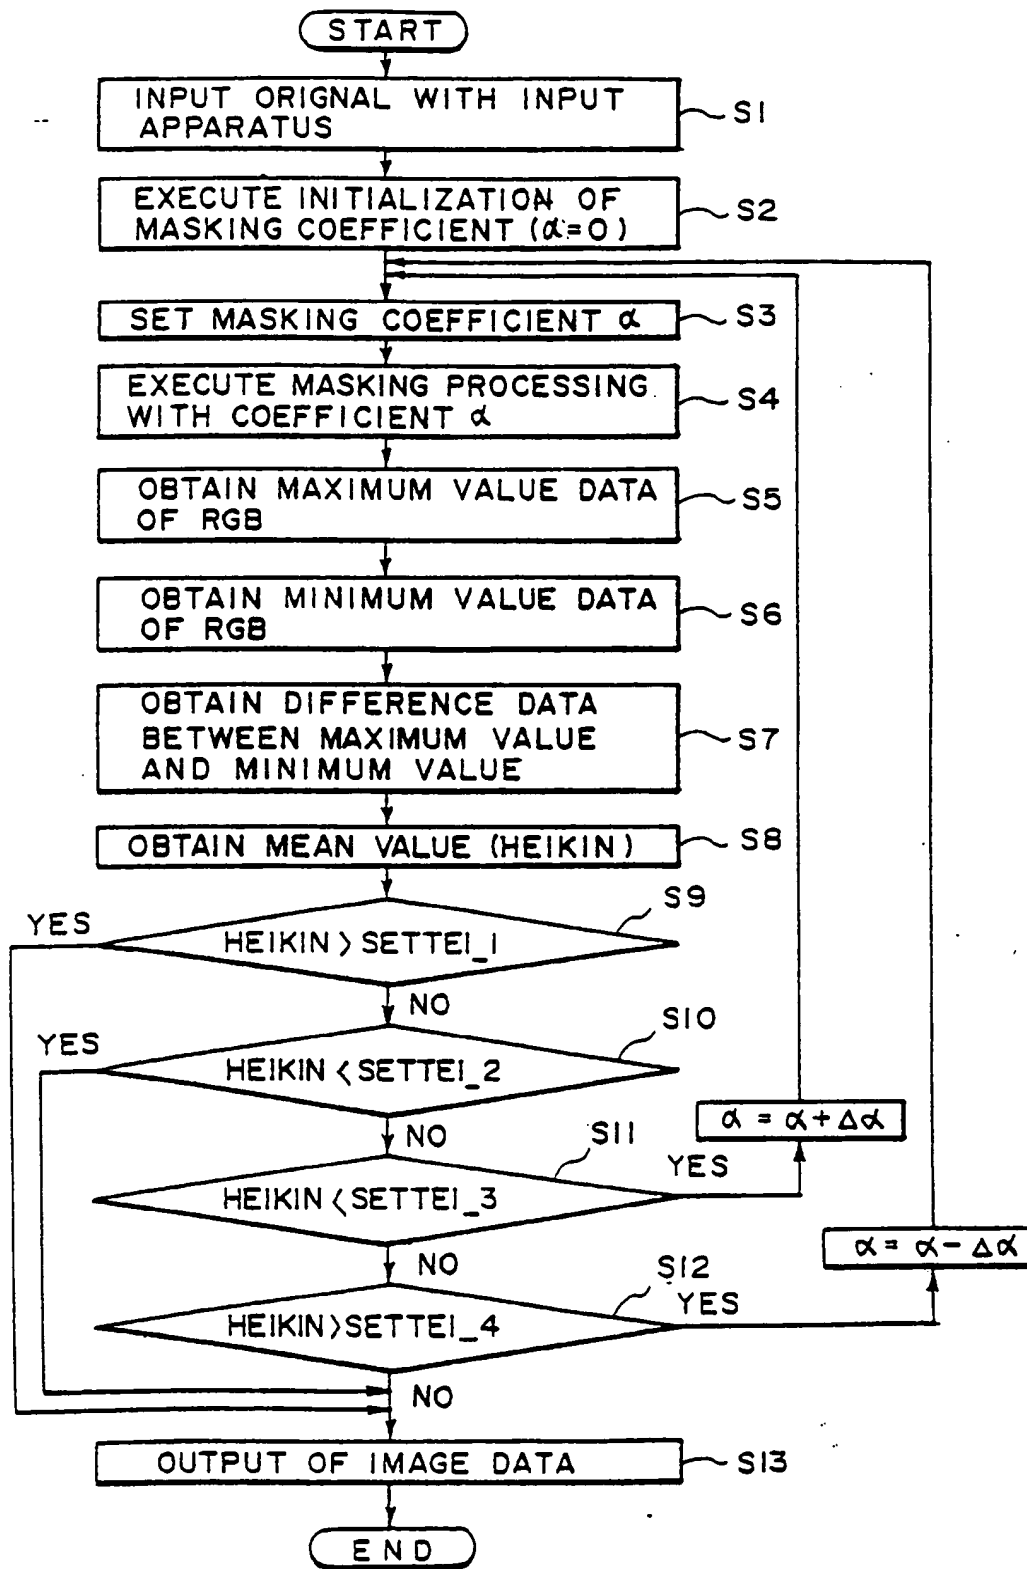 START
INPUT ORIGNAL WITH INPUT
APPARATUS
S1
EXECUTE INITIALIZATION OF
MASKING COEFFICIENT (α=0)
S2
SET MASKING COEFFICIENT α
S3
EXECUTE MASKING PROCESSING
WITH COEFFICIENT α
S4
OBTAIN MAXIMUM VALUE DATA
OF RGB
S5
OBTAIN MINIMUM VALUE DATA
OF RGB
S6
OBTAIN DIFFERENCE DATA
BETWEEN MAXIMUM VALUE
AND MINIMUM VALUE
S7
OBTAIN MEAN VALUE (HEIKIN)
S8
S9
YES
HEIKIN > SETTEI_1
NO
S10
YES
HEIKIN < SETTEI_2
NO
α = α + Δα
S11
YES
HEIKIN < SETTEI_3
NO
α = α - Δα
S12
YES
HEIKIN > SETTEI_4
NO
OUTPUT OF IMAGE DATA
S13
END